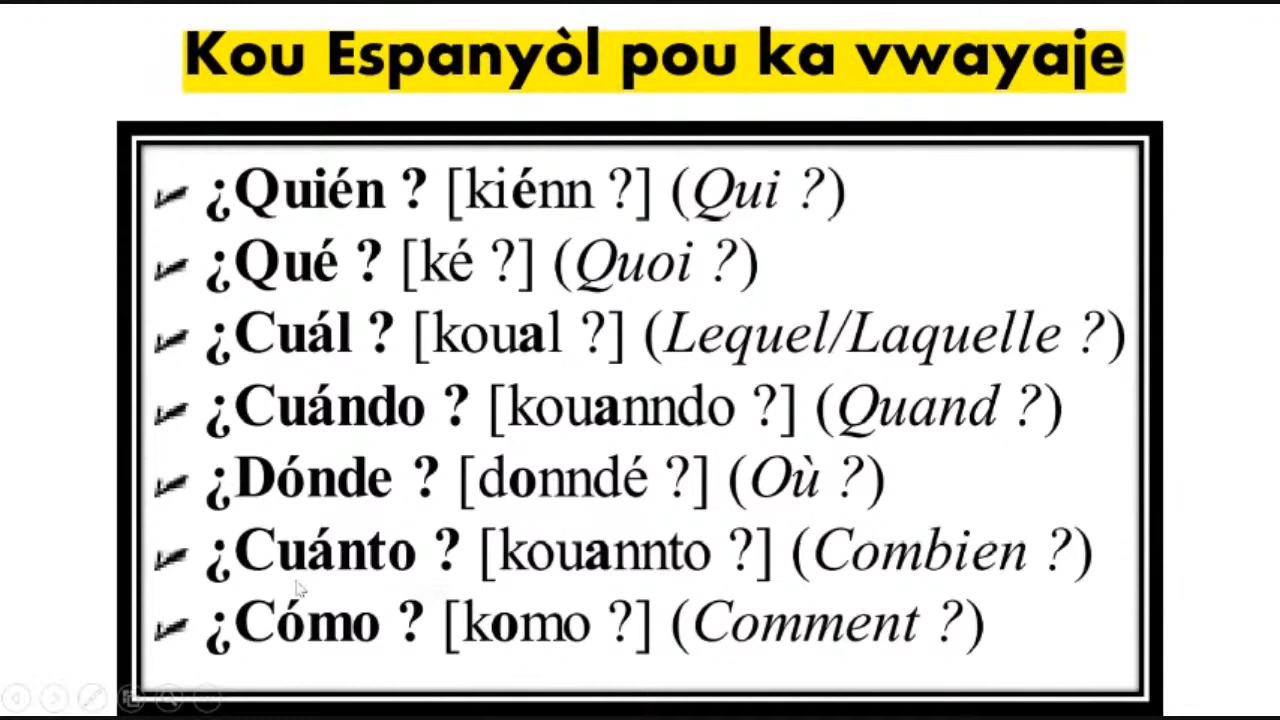 Kou Espanyòl pou ka vwayaje
¿Quién ? [kiénn ?] (Qui ?)
¿Qué ? [ké ?] (Quoi ?)
¿Cuál ? [koual ?] (Lequel/Laquelle ?)
¿Cuándo ? [kouanndo ?] (Quand ?)
¿Dónde ? [donndé ?] (Où ?)
¿Cuánto ? [kouannto ?] (Combien ?)
¿Cómo ? [komo ?] (Comment ?)